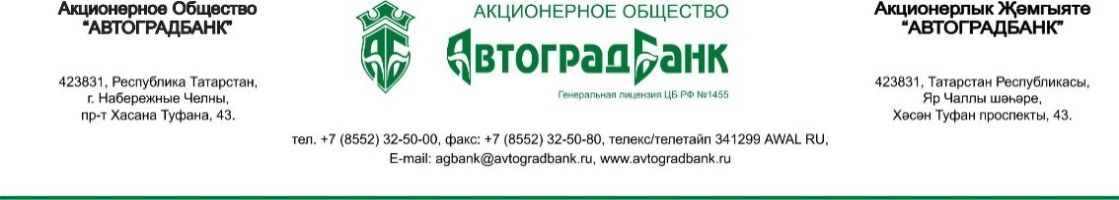 Акционерное Общество
“АВТОГРАДБАНК”
423831, Республика Татарстан,
г. Набережные Челны,
пр-т Хасана Туфана, 43.
АКЦИОНЕРНОЕ ОБЩЕСТВО
АВТОГРАДБАНК
Генеральная лицензия ЦБ РФ №1455
Акционерлык Җәмгыяте
“АВТОГРАДБАНК”
423831, Татарстан Республикасы,
Яр Чаллы шәһәре,
Хәсән Туфан проспекты, 43.
тел. +7 (8552) 32-50-00, факс: +7 (8552) 32-50-80, телекс/телетайп 341299 AWAL RU,
E-mail: agbank@avtogradbank.ru, www.avtogradbank.ru